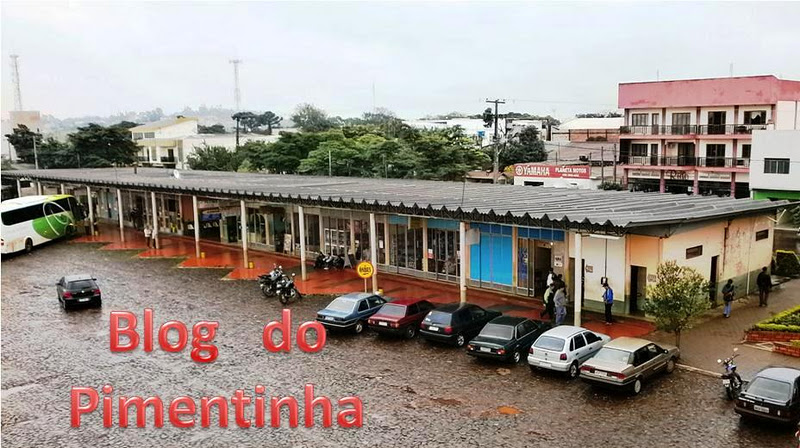 YAMAHA
PLANETA MOTOS
Blog do
Pimentinha